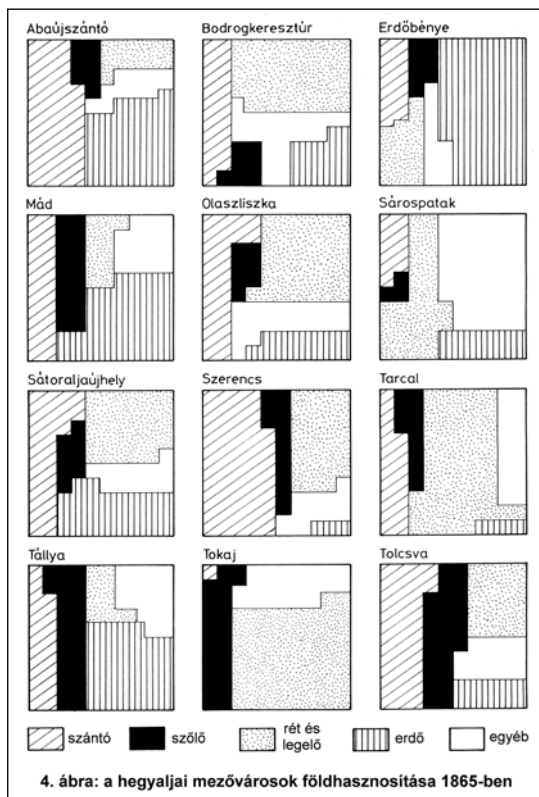 Abaújszántó
Bodrogkeresztúr
Erdőbénye
Mád
Olaszliszka
Sárospatak
Sátoraljaújhely
Szerencs
Tarcal
Tállya
Tokaj
Tolcsva
szántó
szőlő
rét és
legelő
erdő
egyéb
4. ábra: a hegyaljai mezővárosok földhasznosítása 1865-ben